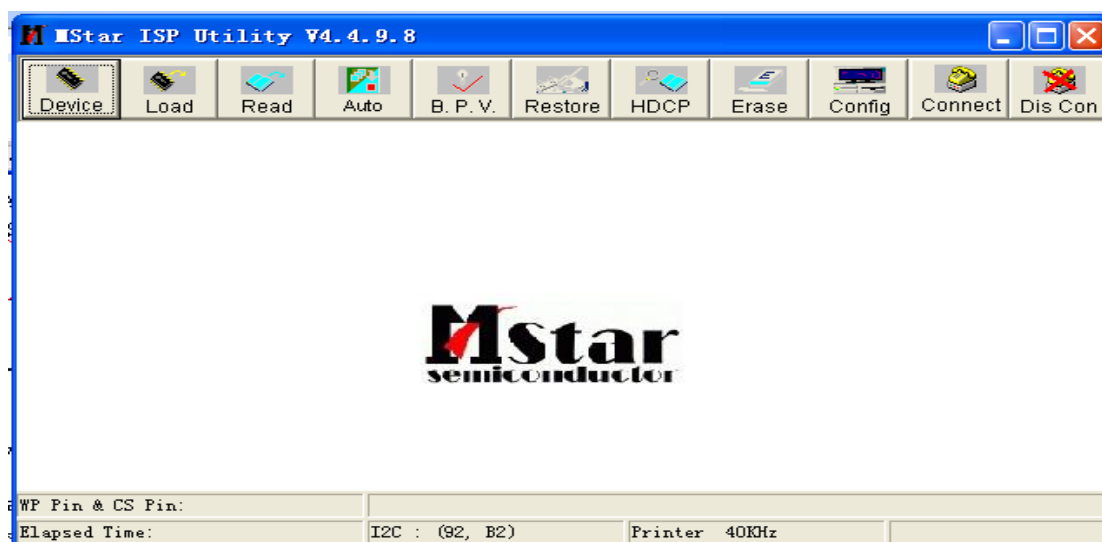 MStar ISP Utility V4.4.9.8
Device Load Read Auto B. P. V. Restore HDCP Erase Config Connect Dis Con
Mstar
semiconductor
WP Pin & CS Pin:
Elapsed Time: I2C : (92, B2) Printer 40KHz